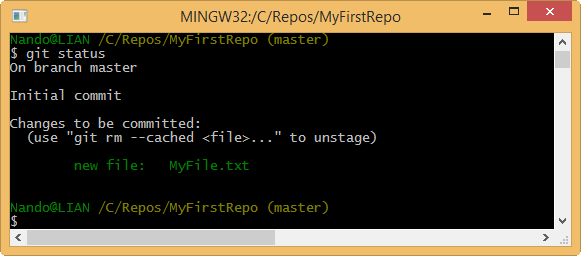 MINGW32:/C/Repos/MyFirstRepo
Nando@LIAN /C/Repos/MyFirstRepo (master)
$ git status
On branch master
Initial commit
Changes to be committed:
(use "git rm --cached <file>..." to unstage)
new file: MyFile.txt
Nando@LIAN /C/Repos/MyFirstRepo (master)
$